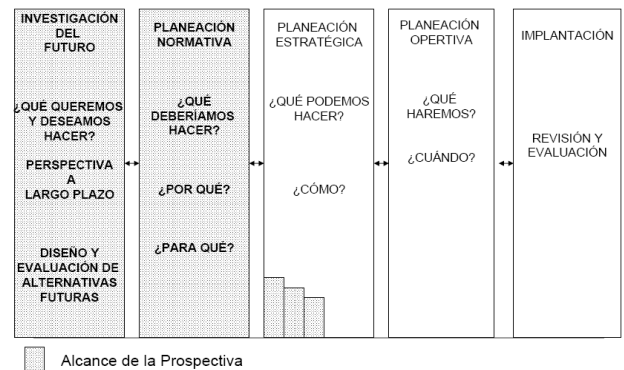 INVESTIGACIÓN
DEL
FUTURO
¿QUÉ QUEREMOS
Y DESEAMOS
HACER?
PERSPECTIVA
A
LARGO PLAZO
DISEÑO Y
EVALUACIÓN DE
ALTERNATIVAS
FUTURAS
PLANEACIÓN
NORMATIVA
¿QUÉ
DEBERÍAMOS
HACER?
¿POR QUÉ?
¿PARA QUÉ?
PLANEACIÓN
ESTRATÉGICA
¿QUÉ PODEMOS
HACER?
¿CÓMO?
PLANEACIÓN
OPERTIVA
¿QUÉ
HAREMOS?
¿CUÁNDO?
IMPLANTACIÓN
REVISIÓN Y
EVALUACIÓN
Alcance de la Prospectiva